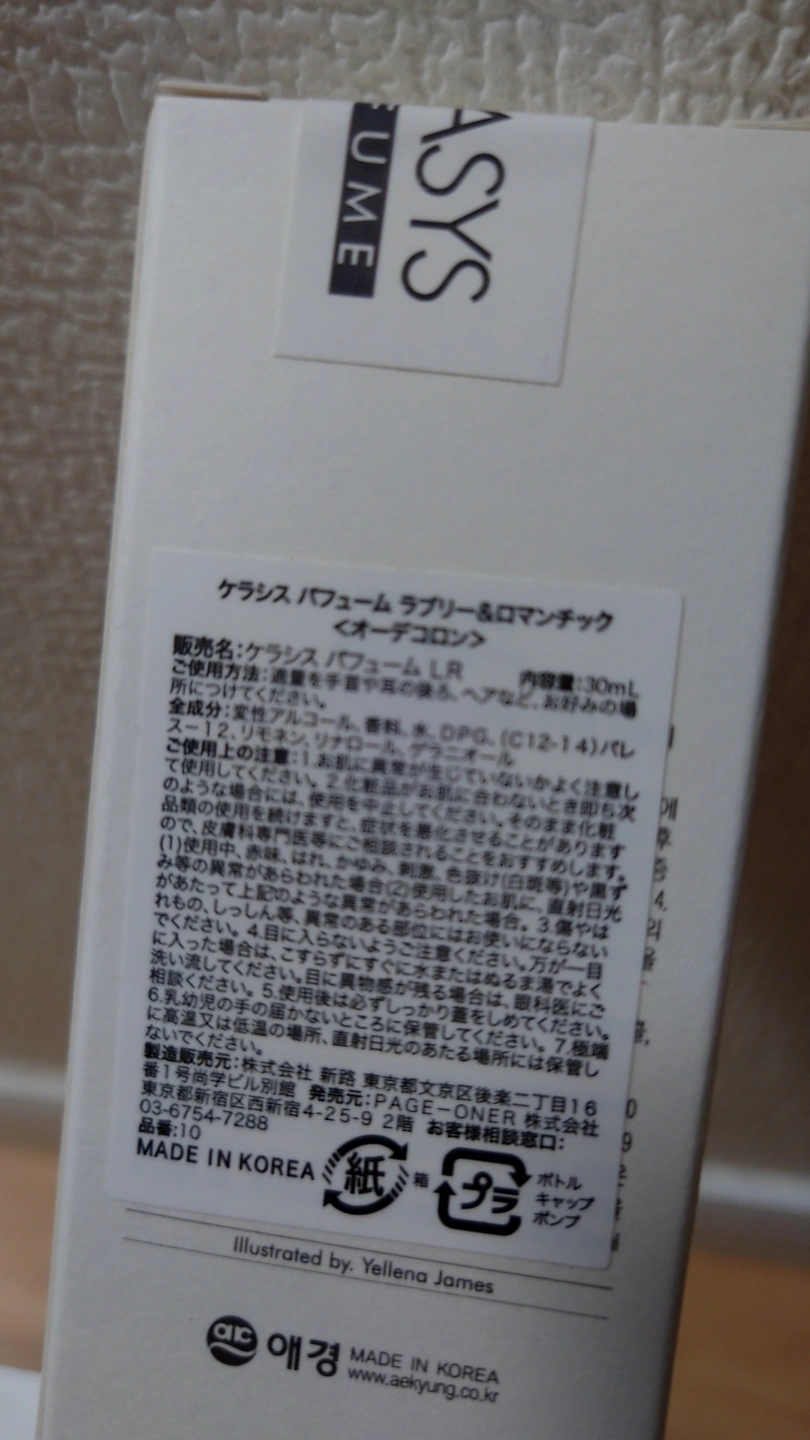 ASYS
UME
ケラシス パフューム ラブリー&ロマンチック
<オーデコロン>
販売名:ケラシス パフューム LR 内容量:30mL
ご使用方法:適量を手首や耳の後ろ、ヘアなど、お好みの場
所につけてください。
全成分:変性アルコール、香料、水、DPG、(C12-14)パレ
スー12、リモネン、リナロール、ゲラニオール
ご使用上の注意:1.お肌に異常が生じていないかよく注意し
て使用してください。2.化粧品がお肌に合わないとき即ち次
のような場合には、使用を中止してください。そのまま化粧
品類の使用を続けますと、症状を悪化させることがあります
ので、皮膚科専門医等にご相談されることをおすすめします。
(1)使用中、赤味、はれ、かゆみ、刺激、色抜け(白斑等)や黒ず
み等の異常があらわれた場合(2)使用したお肌に、直射日光
があたって上記のような異常があらわれた場合。3.傷やは
れもの、しっしん等、異常のある部位にはお使いにならない
でください。4.目に入らないようご注意ください。万が一目
に入った場合は、こすらずにすぐに水またはぬるま湯でよく
洗い流してください。目に異物感が残る場合は、眼科医にご
相談ください。5.使用後は必ずしっかり蓋をしめてください。
6.乳幼児の手の届かないところに保管してください。7.極端
に高温又は低温の場所、直射日光のあたる場所には保管し
ないでください。
製造販売元:株式会社 新路 東京都文京区後楽二丁目16
番1号尚学ビル別館 発売元:PAGE-ONER 株式会社
東京都新宿区西新宿4-25-9 2階 お客様相談窓口:
03-6754-7288
品番:10
MADE IN KOREA 紙 箱 プラ ボトル
キャップ
ポンプ
Illustrated by. Yellena James
애경 MADE IN KOREA
www.aekyung.co.kr